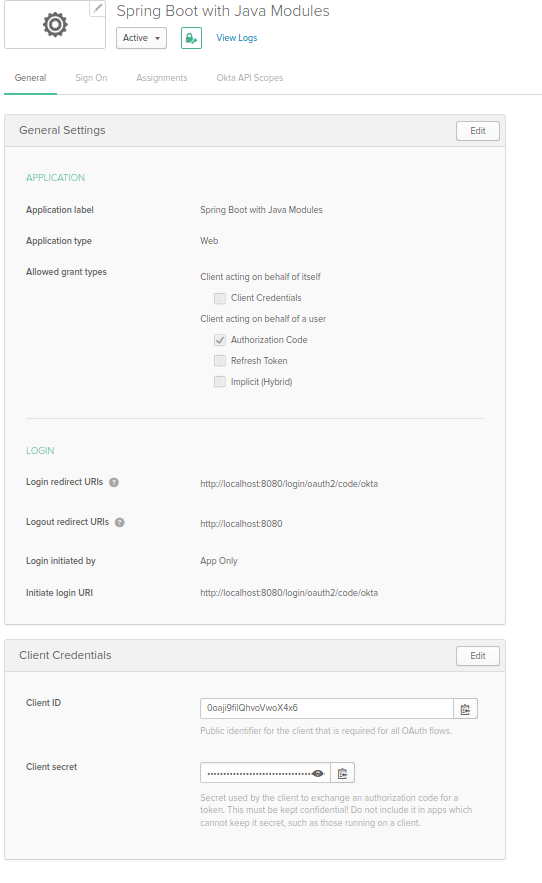 Spring Boot with Java Modules
Active
View Logs
General Sign On Assignments Okta API Scopes
General Settings Edit
APPLICATION
Application label Spring Boot with Java Modules
Application type Web
Allowed grant types
Client acting on behalf of itself
Client Credentials
Client acting on behalf of a user
Authorization Code
Refresh Token
Implicit (Hybrid)
LOGIN
Login redirect URIs ? http://localhost:8080/login/oauth2/code/okta
Logout redirect URIs ? http://localhost:8080
Login initiated by App Only
Initiate login URI http://localhost:8080/login/oauth2/code/okta
Client Credentials Edit
Client ID 0oaji9filQhvoVwoX4x6
Public identifier for the client that is required for all OAuth flows.
Client secret ••••••••••••••••••••••••••••••••
Secret used by the client to exchange an authorization code for a
token. This must be kept confidential! Do not include it in apps which
cannot keep it secret, such as those running on a client.